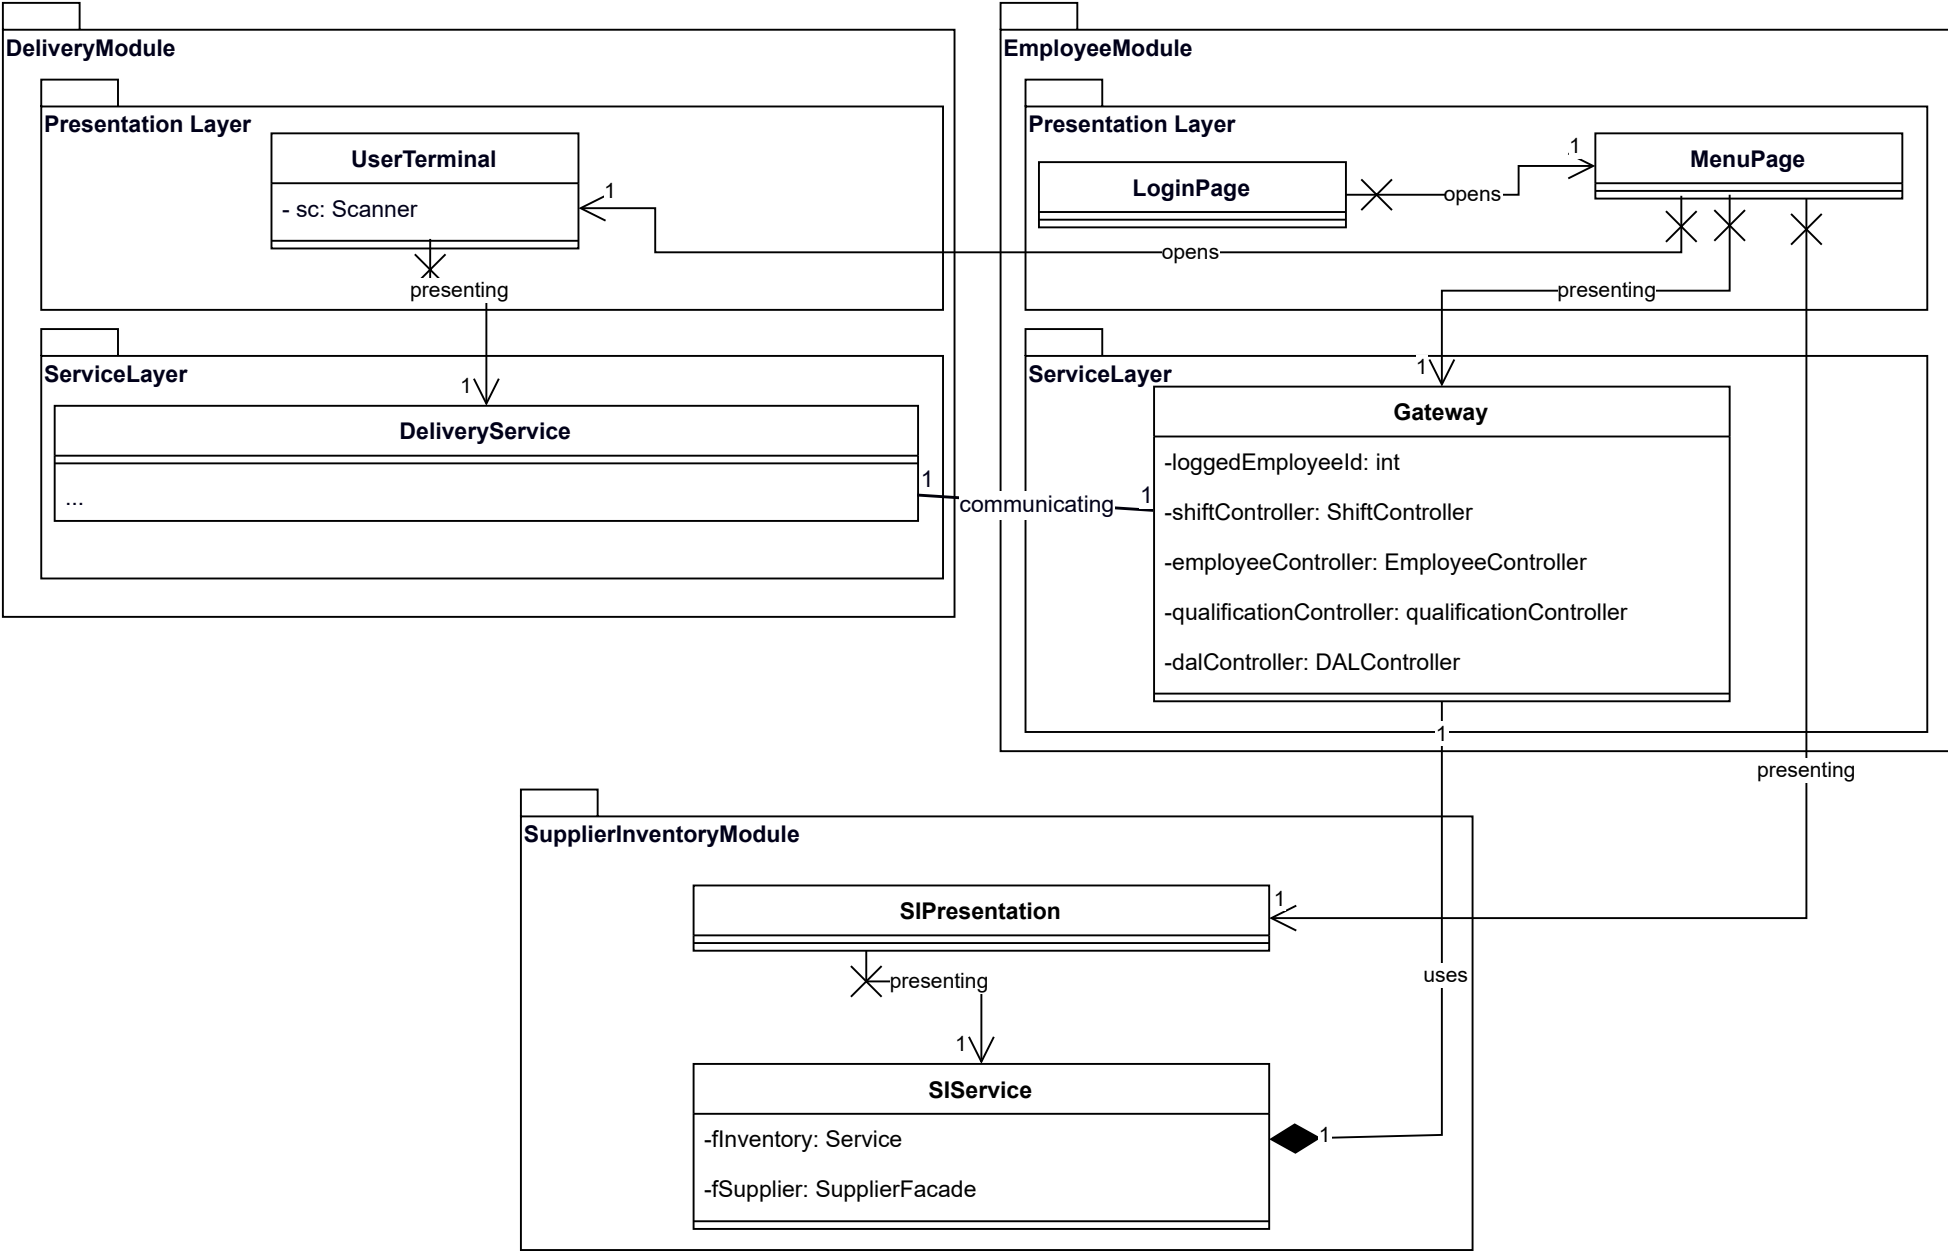 DeliveryModule
Presentation Layer
UserTerminal
- sc: Scanner
1
presenting
ServiceLayer
1
DeliveryService
...
1
communicating
1
EmployeeModule
Presentation Layer
LoginPage
opens
1
MenuPage
opens
presenting
ServiceLayer
1
Gateway
-loggedEmployeeId: int
-shiftController: ShiftController
-employeeController: EmployeeController
-qualificationController: qualificationController
-dalController: DALController
1
presenting
SupplierInventoryModule
SIPresentation
1
presenting
uses
1
SIService
-fInventory: Service
-fSupplier: SupplierFacade
1